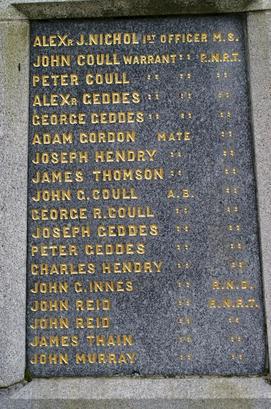 ALEXR J. NICHOL 1ST OFFICER M.S.
JOHN COULL WARRANT " R.N.R.T.
PETER COULL " " "
ALEXR GEDDES " " "
GEORGE GEDDES " " "
ADAM GORDON MATE "
JOSEPH HENDRY " "
JAMES THOMSON " "
JOHN G. COULL A.B. "
GEORGE R. COULL " "
JOSEPH GEDDES " "
PETER GEDDES " "
CHARLES HENDRY " "
JOHN C. INNES " R.N.D.
JOHN REID " R.N.R.T.
JOHN REID " "
JAMES THAIN " "
JOHN MURRAY " "